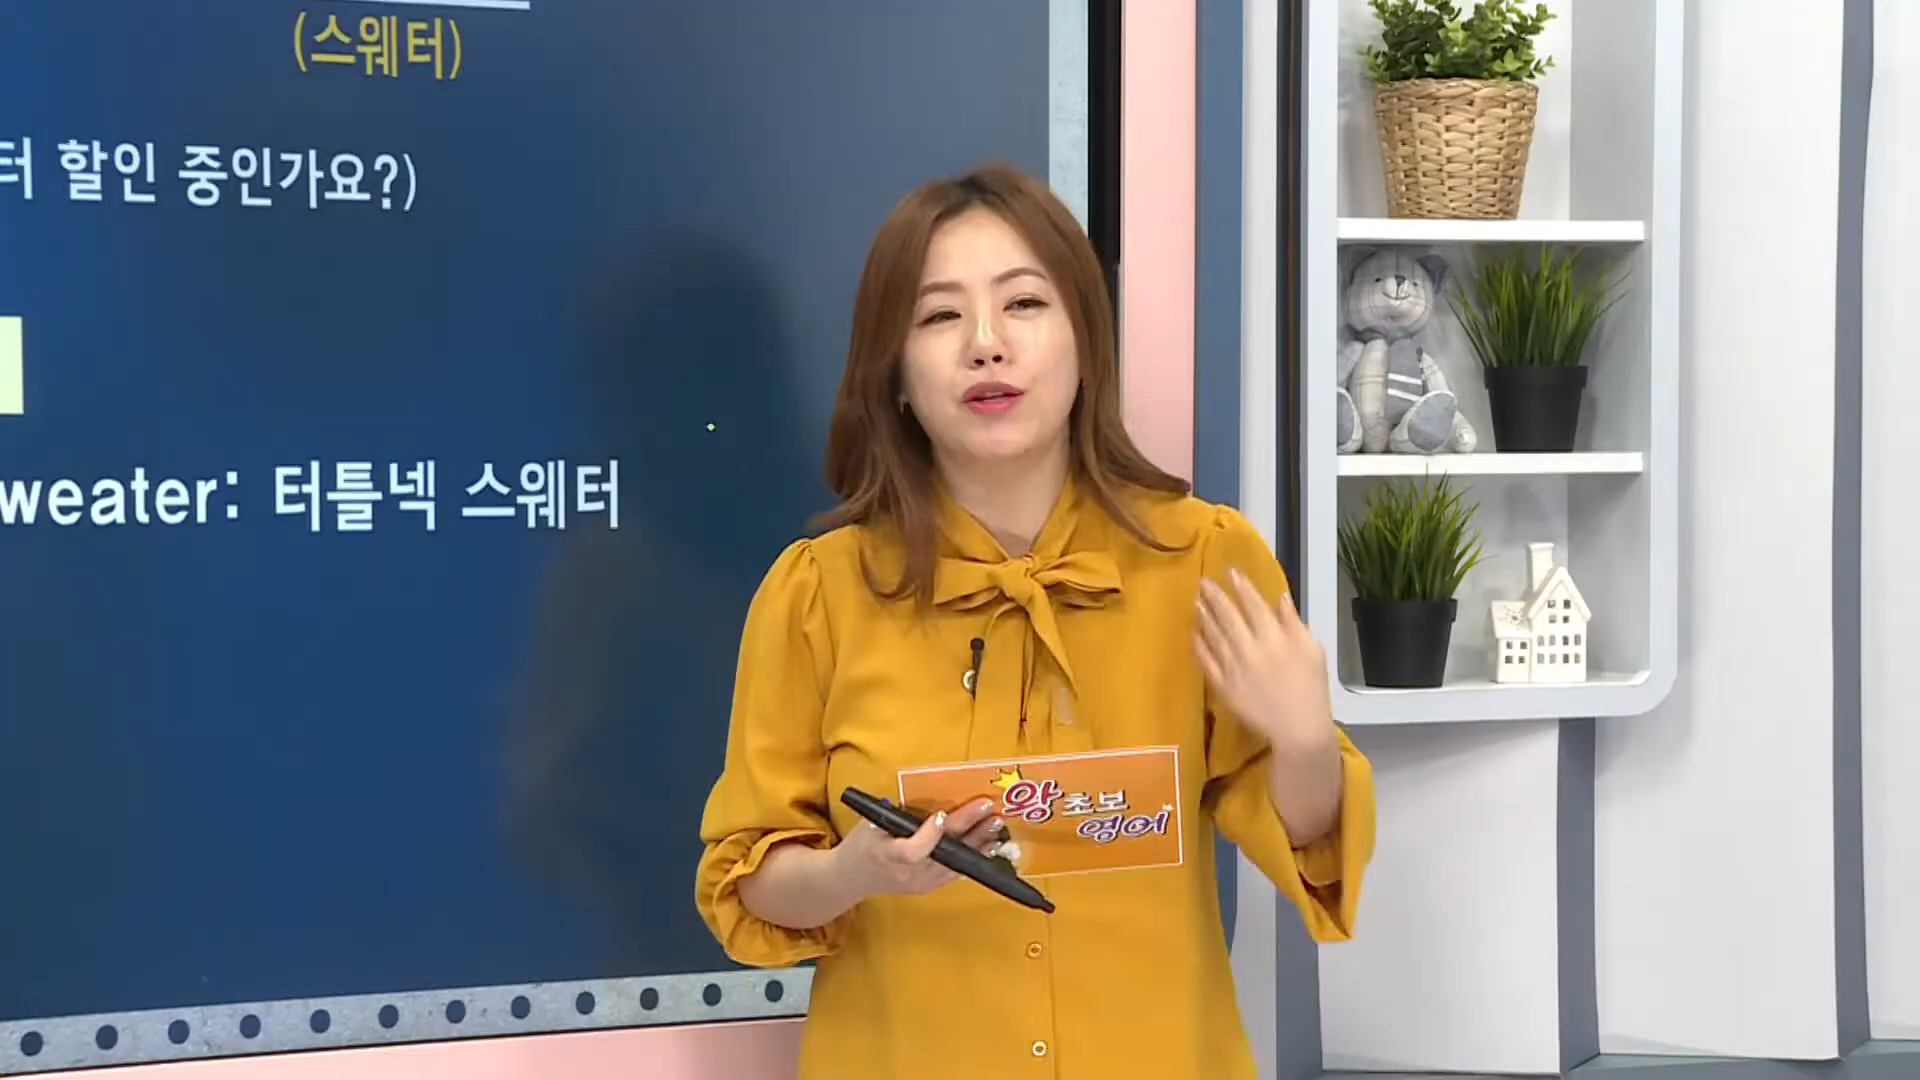 (스웨터)
터 할인 중인가요?)
weater: 터틀넥 스웨터
왕초보
영어